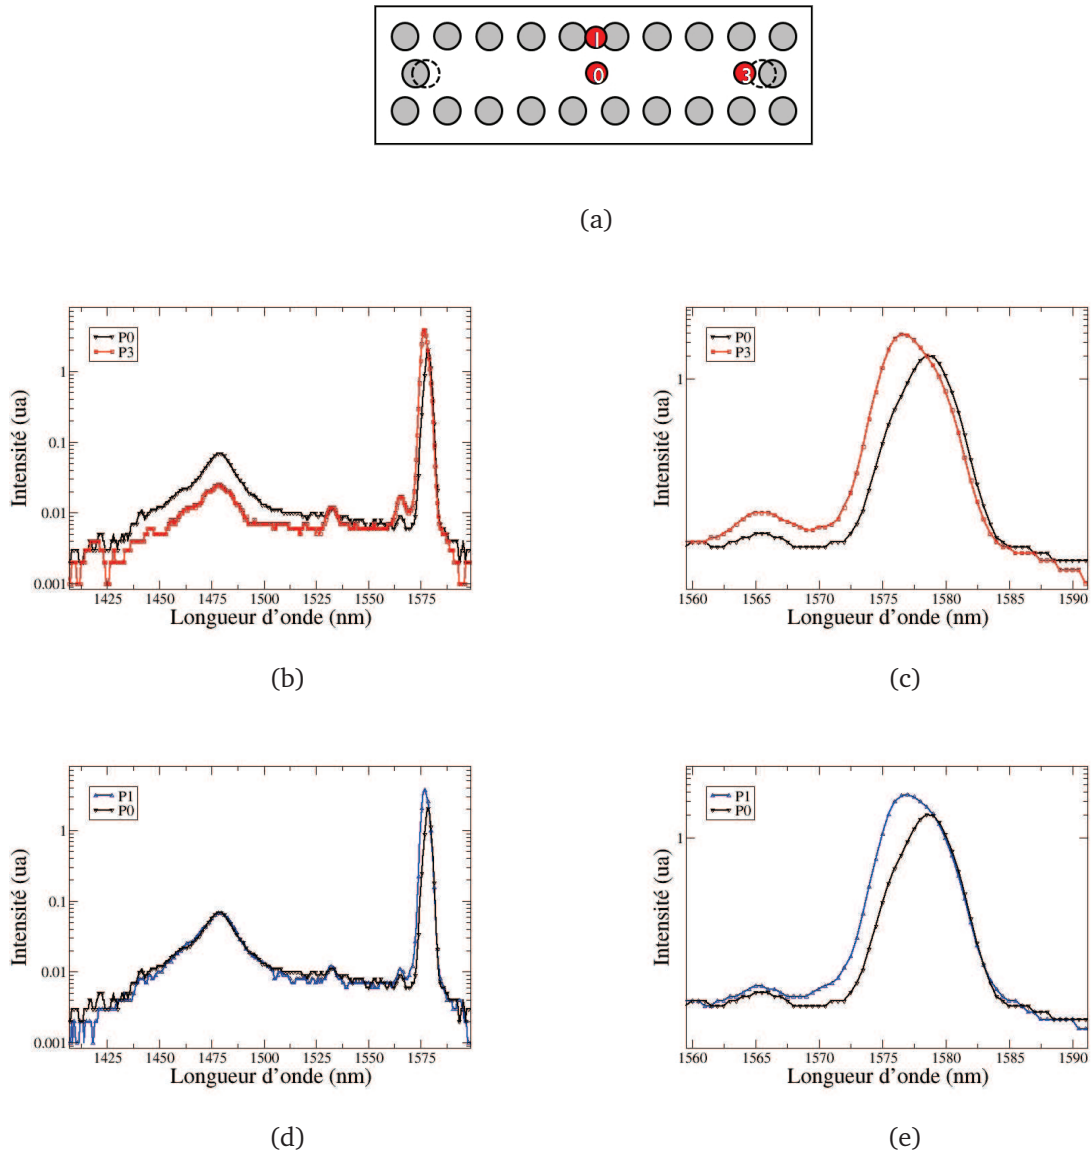 1
0
3
(a)
P0
P3
Intensité (ua)
1
0.1
0.01
0.001
1425 1450 1475 1500 1525 1550 1575
Longueur d'onde (nm)
(b)
P0
P3
Intensité (ua)
1
1560 1565 1570 1575 1580 1585 1590
Longueur d'onde (nm)
(c)
P1
P0
Intensité (ua)
1
0.1
0.01
0.001
1425 1450 1475 1500 1525 1550 1575
Longueur d'onde (nm)
(d)
P1
P0
Intensité (ua)
1
1560 1565 1570 1575 1580 1585 1590
Longueur d'onde (nm)
(e)